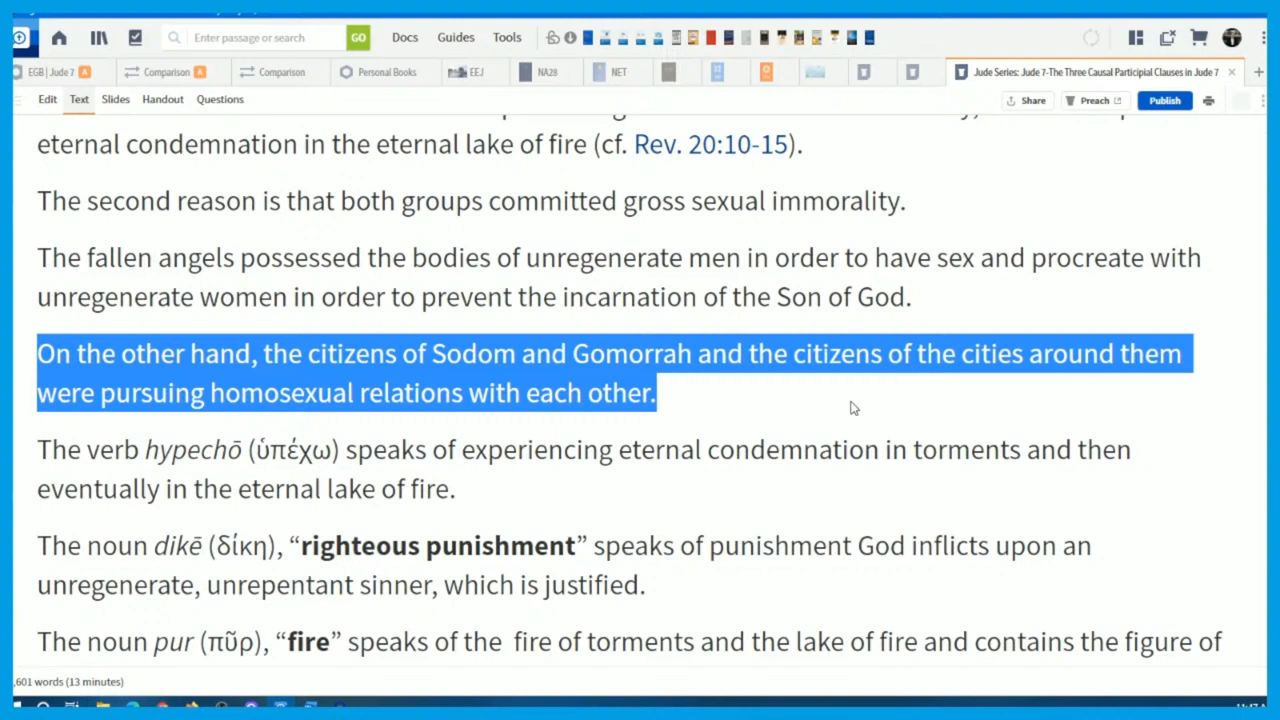 Enter passage or search GO Docs Guides Tools
EGB | Jude 7 A Comparison A Comparison Personal Books EEJ NA28 NET Jude Series: Jude 7-The Three Causal Participial Clauses in Jude 7
Edit Text Slides Handout Questions Share Preach Publish
eternal condemnation in the eternal lake of fire (cf. Rev. 20:10-15).
The second reason is that both groups committed gross sexual immorality.
The fallen angels possessed the bodies of unregenerate men in order to have sex and procreate with
unregenerate women in order to prevent the incarnation of the Son of God.
On the other hand, the citizens of Sodom and Gomorrah and the citizens of the cities around them
were pursuing homosexual relations with each other.
The verb hypechō (ὑπέχω) speaks of experiencing eternal condemnation in torments and then
eventually in the eternal lake of fire.
The noun dikē (δίκη), “righteous punishment” speaks of punishment God inflicts upon an
unregenerate, unrepentant sinner, which is justified.
The noun pur (πῦρ), “fire” speaks of the fire of torments and the lake of fire and contains the figure of
,601 words (13 minutes)